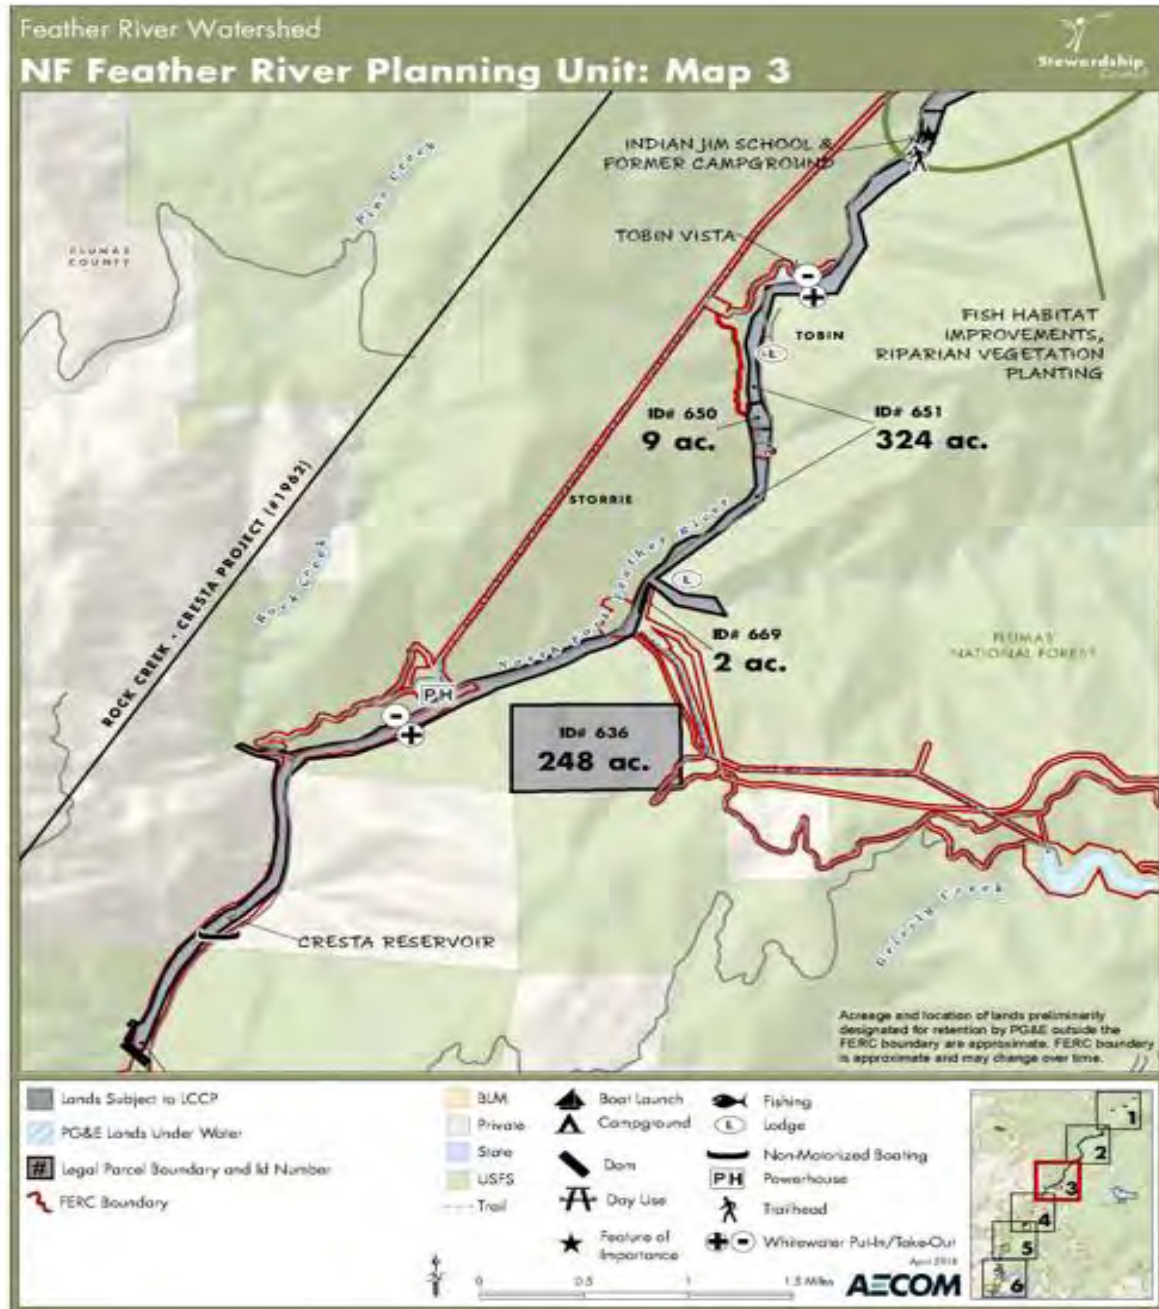 Feather River Watershed
NF Feather River Planning Unit: Map 3
Stewardship
Council
INDIAN JIM SCHOOL &
FORMER CAMPGROUND
Pins Creek
TOBIN VISTA
PLUMAS
COUNTY
FISH HABITAT
IMPROVEMENTS,
RIPARIAN VEGETATION
PLANTING
TOBIN
L
ID# 650
9 ac.
ID# 651
324 ac.
ROCK CREEK - CRESTA PROJECT (#1962)
STORRIE
North Fork Feather River
Rock Creek
L
ID# 669
2 ac.
PLUMAS
NATIONAL FOREST
PH
ID# 636
248 ac.
CRESTA RESERVOIR
Creek
Acreage and location of lands preliminarily
designated for retention by PG&E outside the
FERC boundary are approximate. FERC boundary
is approximate and may change over time.
Lands Subject to LCCP
PG&E Lands Under Water
# Legal Parcel Boundary and Id Number
FERC Boundary
BLM
Private
State
USFS
Trail
Boat Launch
Campground
Dam
Day Use
Feature of
Importance
Fishing
L Lodge
Non-Motorized Boating
PH Powerhouse
Trailhead
Whitewater Put-In/Take-Out
April 2018
0 0.5 1 1.5 Miles
AECOM
1
2
3
4
5
6